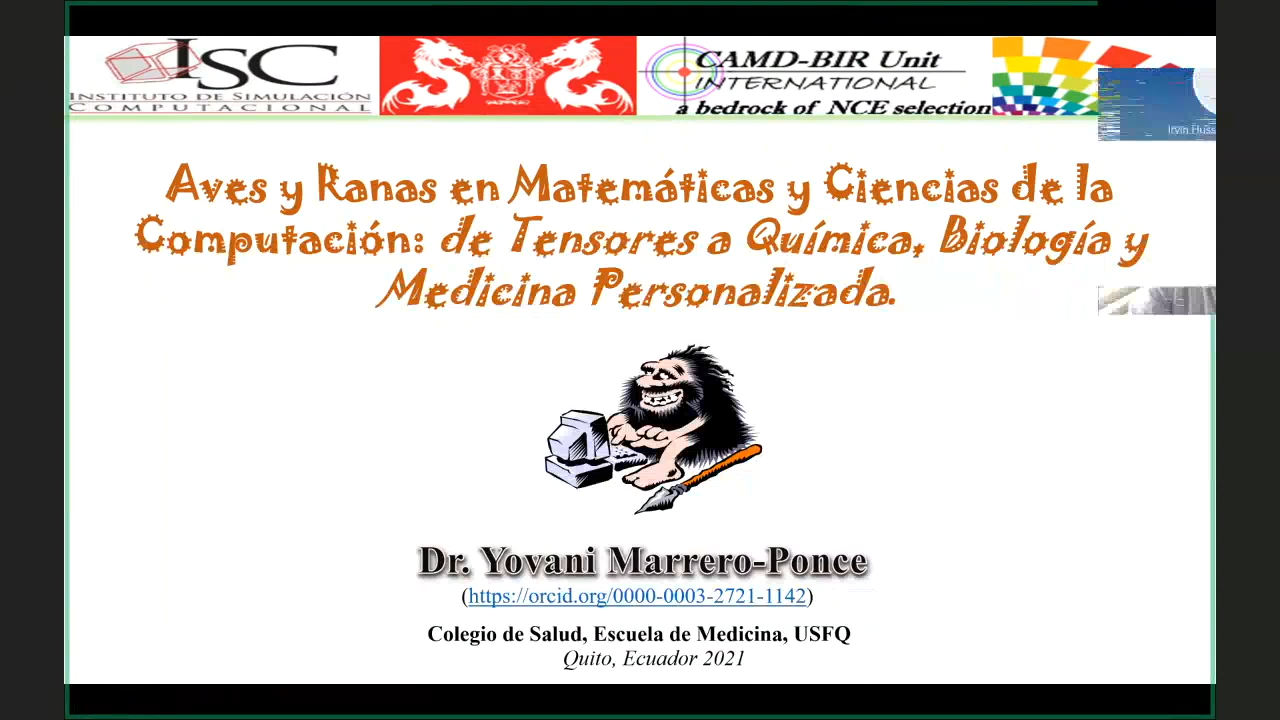 ISC
INSTITUTO DE SIMULACIÓN
COMPUTACIONAL
CAMD-BIR Unit
INTERNATIONAL
a bedrock of NCE selection
Irvin Huss
Aves y Ranas en Matemáticas y Ciencias de la
Computación: de Tensores a Química, Biología y
Medicina Personalizada.
Dr. Yovani Marrero-Ponce
(https://orcid.org/0000-0003-2721-1142)
Colegio de Salud, Escuela de Medicina, USFQ
Quito, Ecuador 2021